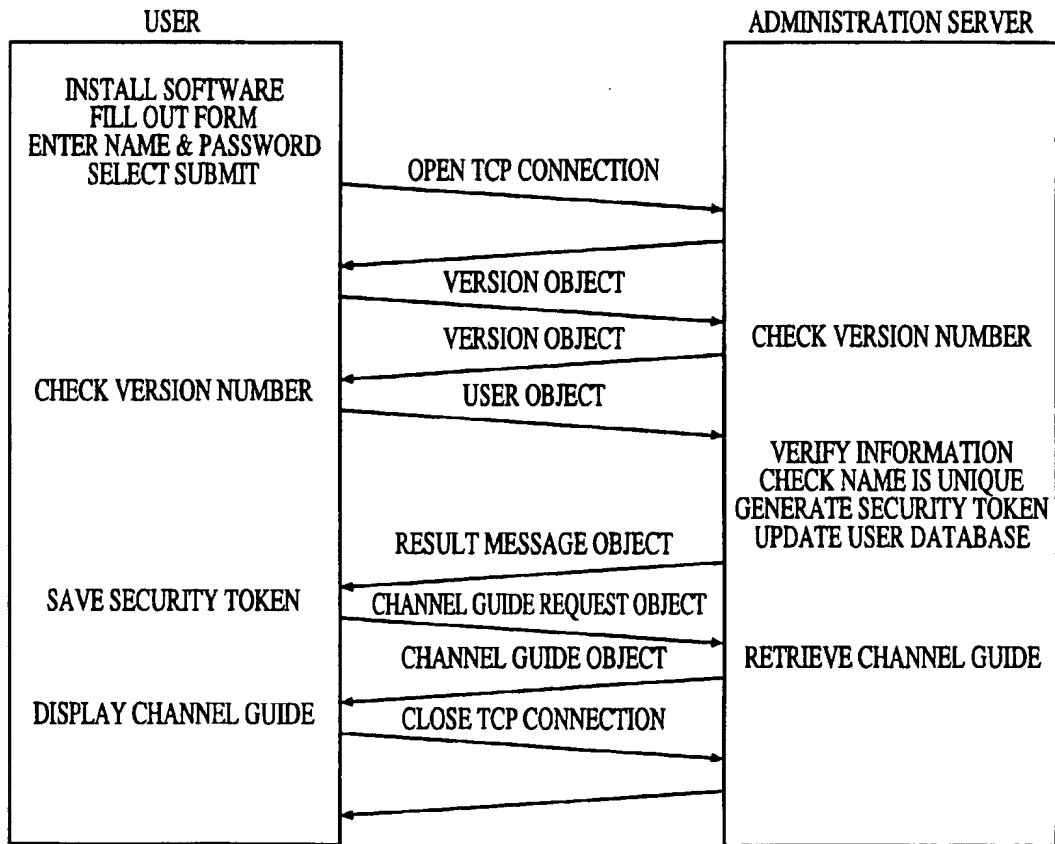 USER
ADMINISTRATION SERVER
INSTALL SOFTWARE
FILL OUT FORM
ENTER NAME & PASSWORD
SELECT SUBMIT
OPEN TCP CONNECTION
VERSION OBJECT
VERSION OBJECT
CHECK VERSION NUMBER
CHECK VERSION NUMBER
USER OBJECT
VERIFY INFORMATION
CHECK NAME IS UNIQUE
GENERATE SECURITY TOKEN
UPDATE USER DATABASE
RESULT MESSAGE OBJECT
SAVE SECURITY TOKEN
CHANNEL GUIDE REQUEST OBJECT
CHANNEL GUIDE OBJECT
RETRIEVE CHANNEL GUIDE
DISPLAY CHANNEL GUIDE
CLOSE TCP CONNECTION